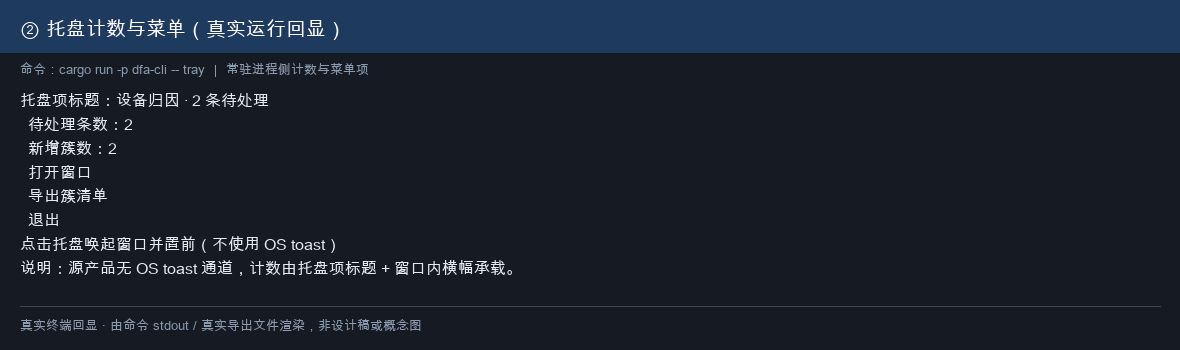 ② 托盘计数与菜单（真实运行回显）
命令：cargo run -p dfa-cli -- tray ｜ 常驻进程侧计数与菜单项
托盘项标题：设备归因 · 2 条待处理
待处理条数：2
新增簇数：2
打开窗口
导出簇清单
退出
点击托盘唤起窗口并置前（不使用 OS toast）
说明：源产品无 OS toast 通道，计数由托盘项标题 + 窗口内横幅承载。
真实终端回显 · 由命令 stdout / 真实导出文件渲染，非设计稿或概念图